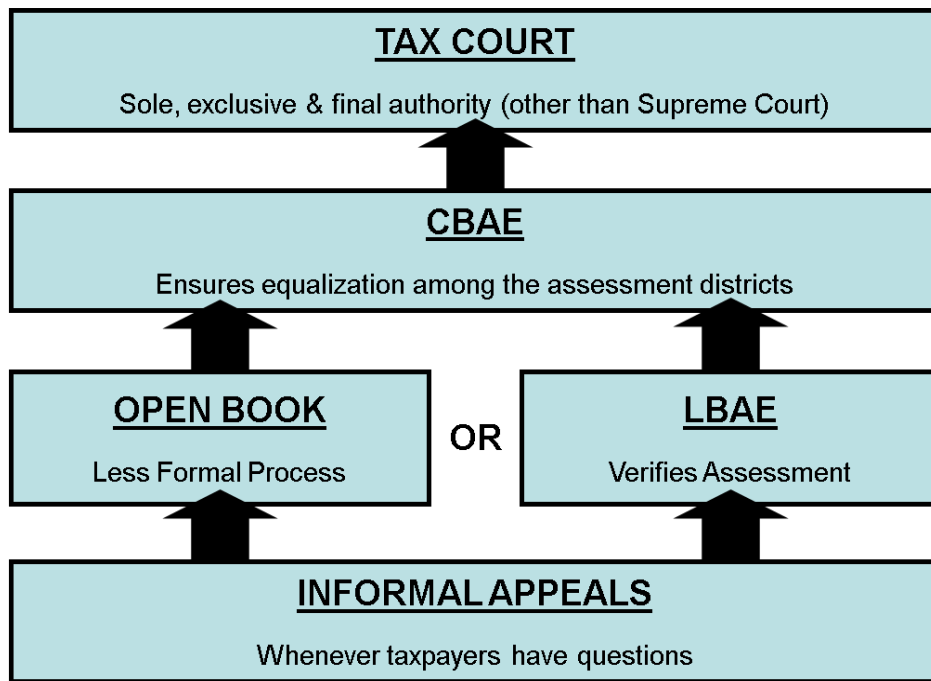 TAX COURT
Sole, exclusive & final authority (other than Supreme Court)
CBAE
Ensures equalization among the assessment districts
OPEN BOOK
Less Formal Process
OR
LBAE
Verifies Assessment
INFORMAL APPEALS
Whenever taxpayers have questions